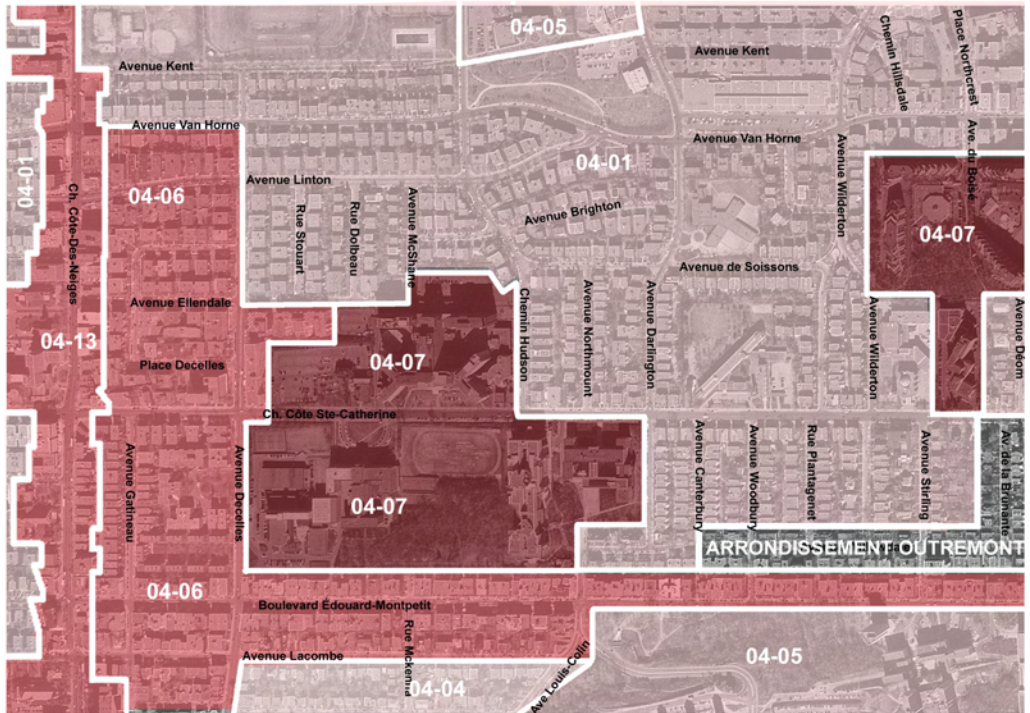 04-05
Avenue Kent
Avenue Kent
Chemin Hillsdale
Place Northcrest
Avenue Van Horne
Avenue Van Horne
04-01
04-01
Avenue Linton
04-06
Ch. Côte-Des-Neiges
Rue Stouart
Rue Dolbeau
Avenue McShane
Avenue Brighton
Avenue Wilderton
Ave. du Boisé
04-07
Avenue de Soissons
Avenue Ellendale
04-13
Place Decelles
04-07
Chemin Hudson
Avenue Northmount
Avenue Darlington
Avenue Wilderton
Avenue Déom
Ch. Côte Ste-Catherine
Avenue Gatineau
Avenue Decelles
04-07
Avenue Canterbury
Avenue Woodbury
Rue Plantagenet
Avenue Stirling
Av. de la Brunante
ARRONDISSEMENT OUTREMONT
04-06
Boulevard Édouard-Montpetit
Avenue Lacombe
Rue Mckenna
04-04
Ave Louis-Colin
04-05